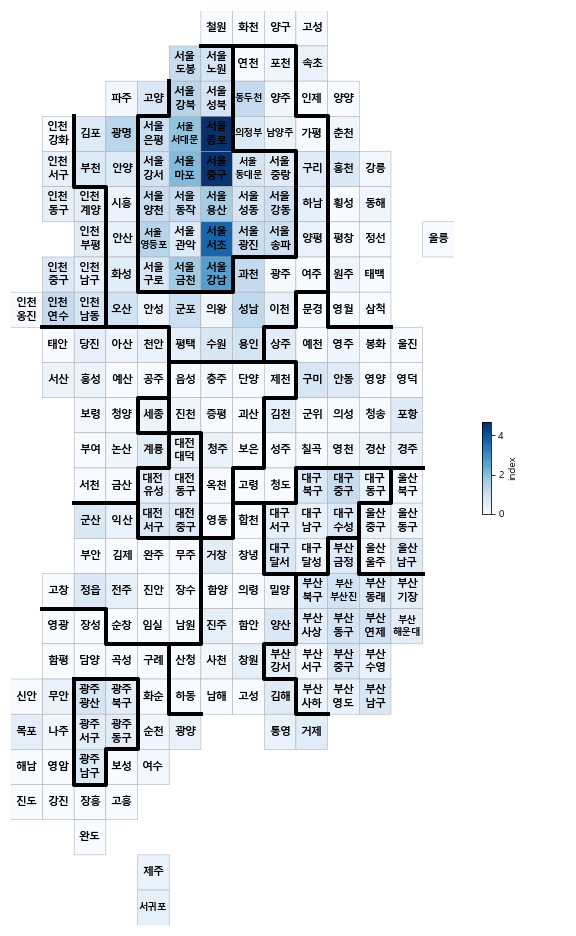 철원 화천 양구 고성
서울 도봉 서울 노원 연천 포천 속초
파주 고양 서울 강북 서울 성북 동두천 양주 인제 양양
인천 강화 김포 광명 서울 은평 서울 서대문 서울 종로 의정부 남양주 가평 춘천
인천 서구 부천 안양 서울 강서 서울 마포 서울 중구 서울 동대문 서울 중랑 구리 홍천 강릉
인천 동구 인천 계양 시흥 서울 양천 서울 동작 서울 용산 서울 성동 서울 강동 하남 횡성 동해
인천 부평 안산 서울 영등포 서울 관악 서울 서초 서울 광진 서울 송파 양평 평창 정선 울릉
인천 중구 인천 남구 화성 서울 구로 서울 금천 서울 강남 과천 광주 여주 원주 태백
인천 옹진 인천 연수 인천 남동 오산 안성 군포 의왕 성남 이천 문경 영월 삼척
태안 당진 아산 천안 평택 수원 용인 상주 예천 영주 봉화 울진
서산 홍성 예산 공주 음성 충주 단양 제천 구미 안동 영양 영덕
보령 청양 세종 진천 증평 괴산 김천 군위 의성 청송 포항
부여 논산 계룡 대전 대덕 청주 보은 성주 칠곡 영천 경산 경주
서천 금산 대전 유성 대전 동구 옥천 고령 청도 대구 북구 대구 중구 대구 동구 울산 북구
군산 익산 대전 서구 대전 중구 영동 합천 대구 서구 대구 남구 대구 수성 울산 중구 울산 동구
부안 김제 완주 무주 거창 창녕 대구 달서 대구 달성 부산 금정 울산 울주 울산 남구
고창 정읍 전주 진안 장수 함양 의령 밀양 부산 북구 부산 부산진 부산 동래 부산 기장
영광 장성 순창 임실 남원 진주 함안 양산 부산 사상 부산 동구 부산 연제 부산 해운대
함평 담양 곡성 구례 산청 사천 창원 부산 강서 부산 서구 부산 중구 부산 수영
신안 무안 광주 광산 광주 북구 화순 하동 남해 고성 김해 부산 사하 부산 영도 부산 남구
목포 나주 광주 서구 광주 동구 순천 광양 통영 거제
해남 영암 광주 남구 보성 여수
진도 강진 장흥 고흥
완도
제주
서귀포
4
2
0
index